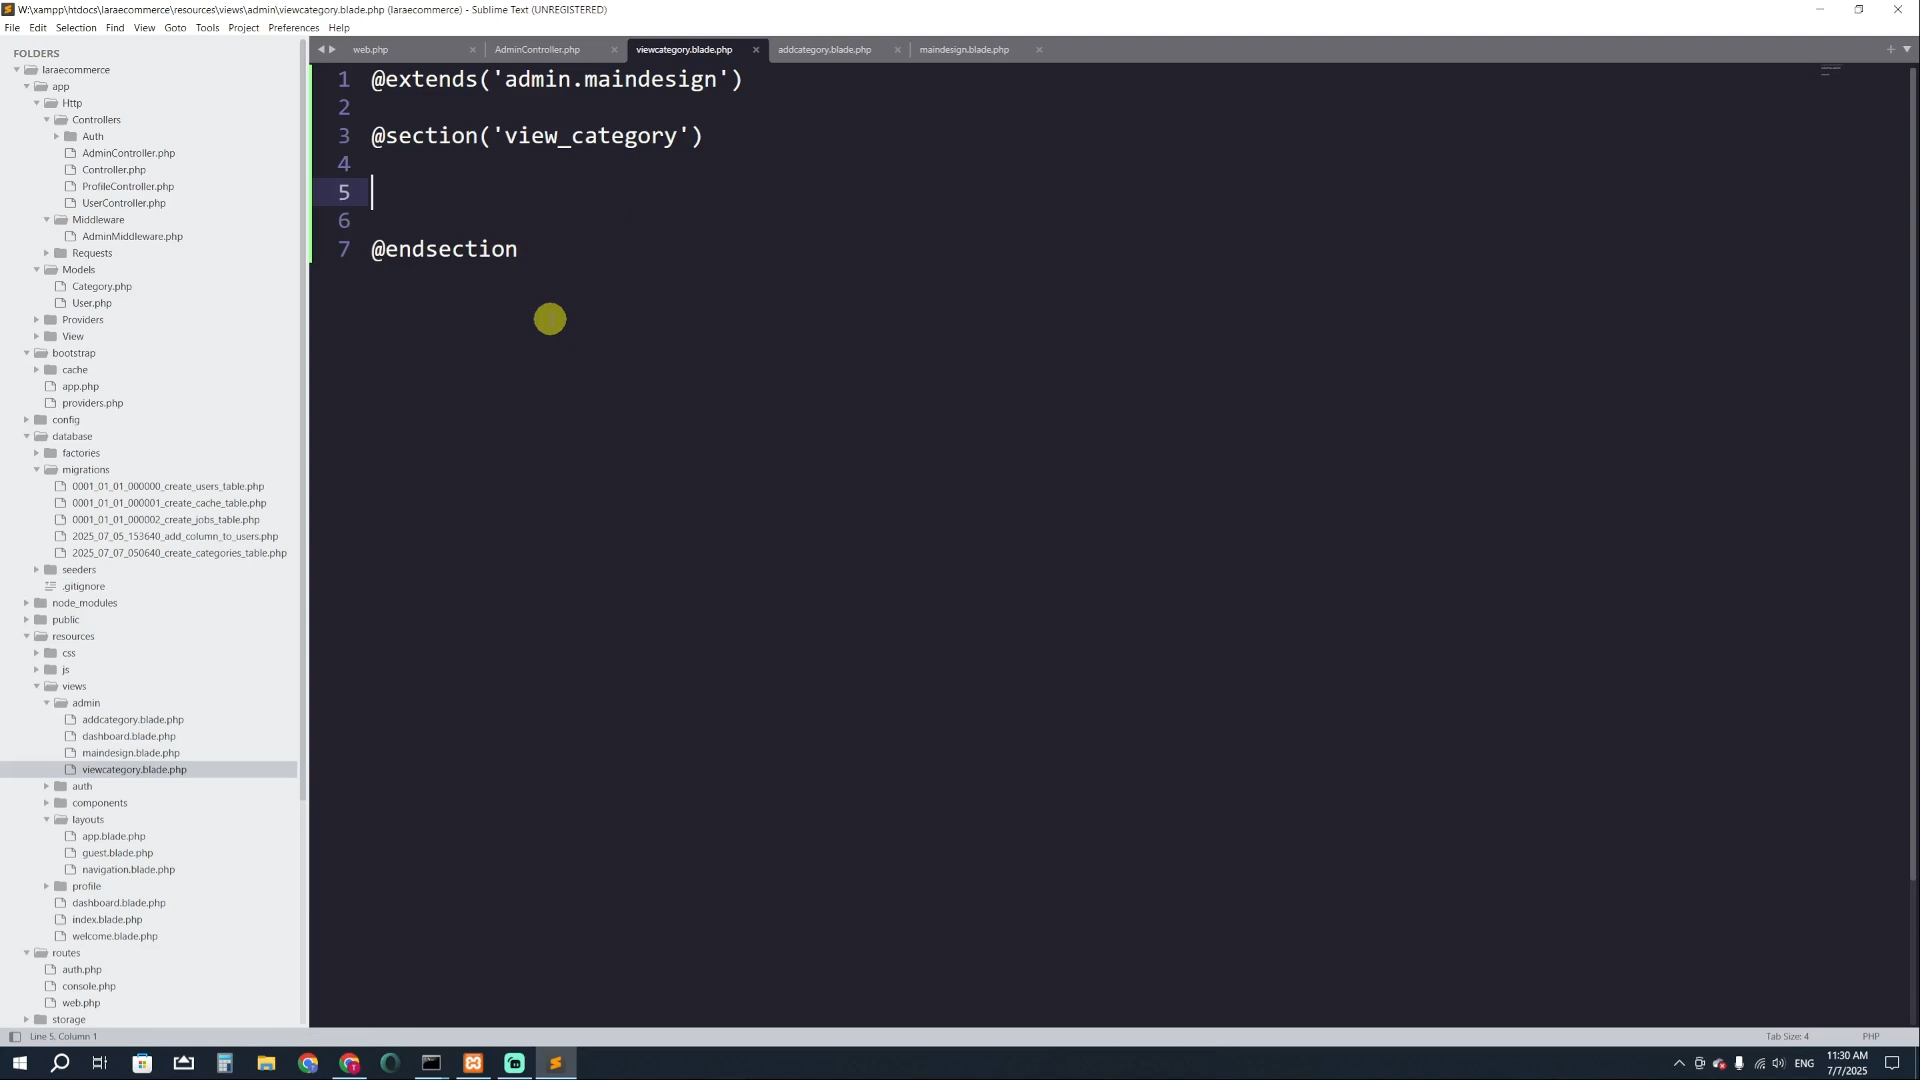 W:\xampp\htdocs\laraecommerce\resources\views\admin\viewcategory.blade.php (laraecommerce) - Sublime Text (UNREGISTERED)
File Edit Selection Find View Goto Tools Project Preferences Help
FOLDERS
laraecommerce
app
Http
Controllers
Auth
AdminController.php
Controller.php
ProfileController.php
UserController.php
Middleware
AdminMiddleware.php
Requests
Models
Category.php
User.php
Providers
View
bootstrap
cache
app.php
providers.php
config
database
factories
migrations
0001_01_01_000000_create_users_table.php
0001_01_01_000001_create_cache_table.php
0001_01_01_000002_create_jobs_table.php
2025_07_05_153640_add_column_to_users.php
2025_07_07_050640_create_categories_table.php
seeders
.gitignore
node_modules
public
resources
css
js
views
admin
addcategory.blade.php
dashboard.blade.php
maindesign.blade.php
viewcategory.blade.php
auth
components
layouts
app.blade.php
guest.blade.php
navigation.blade.php
profile
dashboard.blade.php
index.blade.php
welcome.blade.php
routes
auth.php
console.php
web.php
storage
web.php AdminController.php viewcategory.blade.php addcategory.blade.php maindesign.blade.php
1 @extends('admin.maindesign')
2
3 @section('view_category')
4
5
6
7 @endsection
Line 5, Column 1 Tab Size: 4 PHP
ENG 11:30 AM
7/7/2025